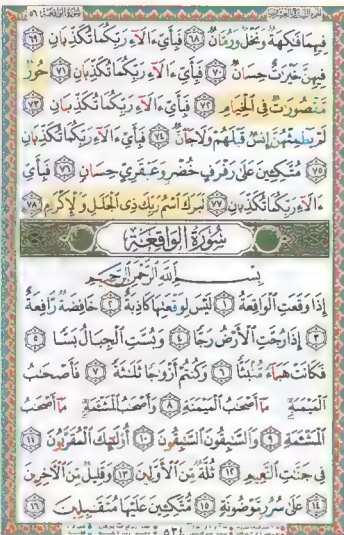 فِيهِمَا فَٰكِهَةٌ وَنَخْلٌ وَرُمَّانٌ ٦٨ فَبِأَيِّ ءَالَآءِ رَبِّكُمَا تُكَذِّبَانِ ٦٩
فِيهِنَّ خَيْرَٰتٌ حِسَانٌ ٧٠ فَبِأَيِّ ءَالَآءِ رَبِّكُمَا تُكَذِّبَانِ ٧١ حُورٌ
مَّقْصُورَٰتٌ فِي ٱلْخِيَامِ ٧٢ فَبِأَيِّ ءَالَآءِ رَبِّكُمَا تُكَذِّبَانِ ٧٣
لَمْ يَطْمِثْهُنَّ إِنسٌ قَبْلَهُمْ وَلَا جَآنٌّ ٧٤ فَبِأَيِّ ءَالَآءِ رَبِّكُمَا تُكَذِّبَانِ
٧٥ مُتَّكِـِٔينَ عَلَىٰ رَفْرَفٍ خُضْرٍ وَعَبْقَرِيٍّ حِسَانٍ ٧٦ فَبِأَيِّ
ءَالَآءِ رَبِّكُمَا تُكَذِّبَانِ ٧٧ تَبَٰرَكَ ٱسْمُ رَبِّكَ ذِي ٱلْجَلَٰلِ وَٱلْإِكْرَامِ ٧٨
سُورَةُ الْوَاقِعَةِ
بِسْمِ ٱللَّهِ ٱلرَّحْمَٰنِ ٱلرَّحِيمِ
إِذَا وَقَعَتِ ٱلْوَاقِعَةُ ١ لَيْسَ لِوَقْعَتِهَا كَاذِبَةٌ ٢ خَافِضَةٌ رَّافِعَةٌ
٣ إِذَا رُجَّتِ ٱلْأَرْضُ رَجًّا ٤ وَبُسَّتِ ٱلْجِبَالُ بَسًّا ٥
فَكَانَتْ هَبَآءً مُّنۢبَثًّا ٦ وَكُنتُمْ أَزْوَٰجًا ثَلَٰثَةً ٧ فَأَصْحَٰبُ
ٱلْمَيْمَنَةِ مَآ أَصْحَٰبُ ٱلْمَيْمَنَةِ ٨ وَأَصْحَٰبُ ٱلْمَشْـَٔمَةِ مَآ أَصْحَٰبُ
ٱلْمَشْـَٔمَةِ ٩ وَٱلسَّٰبِقُونَ ٱلسَّٰبِقُونَ ١٠ أُو۟لَٰٓئِكَ ٱلْمُقَرَّبُونَ ١١
فِي جَنَّٰتِ ٱلنَّعِيمِ ١٢ ثُلَّةٌ مِّنَ ٱلْأَوَّلِينَ ١٣ وَقَلِيلٌ مِّنَ ٱلْءَاخِرِينَ
١٤ عَلَىٰ سُرُرٍ مَّوْضُونَةٍ ١٥ مُّتَّكِـِٔينَ عَلَيْهَا مُتَقَٰبِلِينَ ١٦
٥٣٤